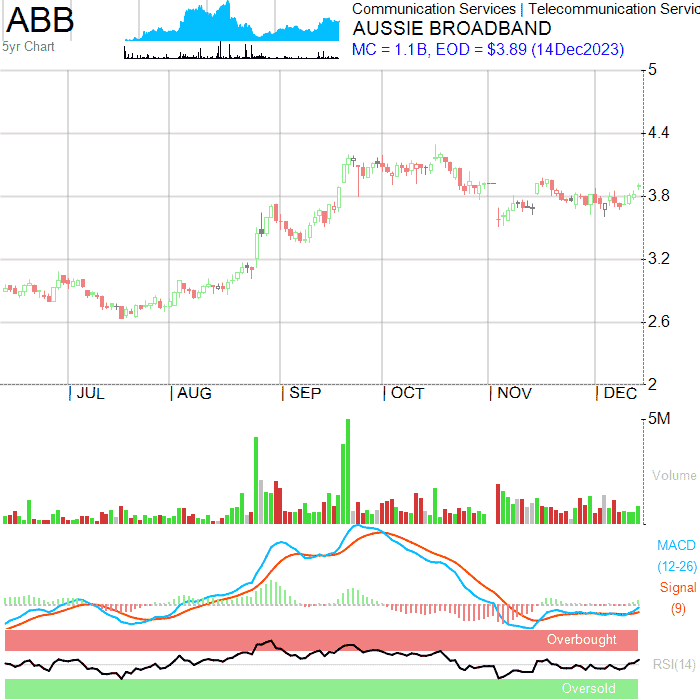 ABB
5yr Chart
Communication Services | Telecommunication Servic
AUSSIE BROADBAND
MC = 1.1B, EOD = $3.89 (14Dec2023)
5
4.4
3.8
3.2
2.6
2
| JUL | AUG | SEP | OCT | NOV | DEC
5M
Volume
MACD
(12-26)
Signal
(9)
Overbought
RSI(14)
Oversold